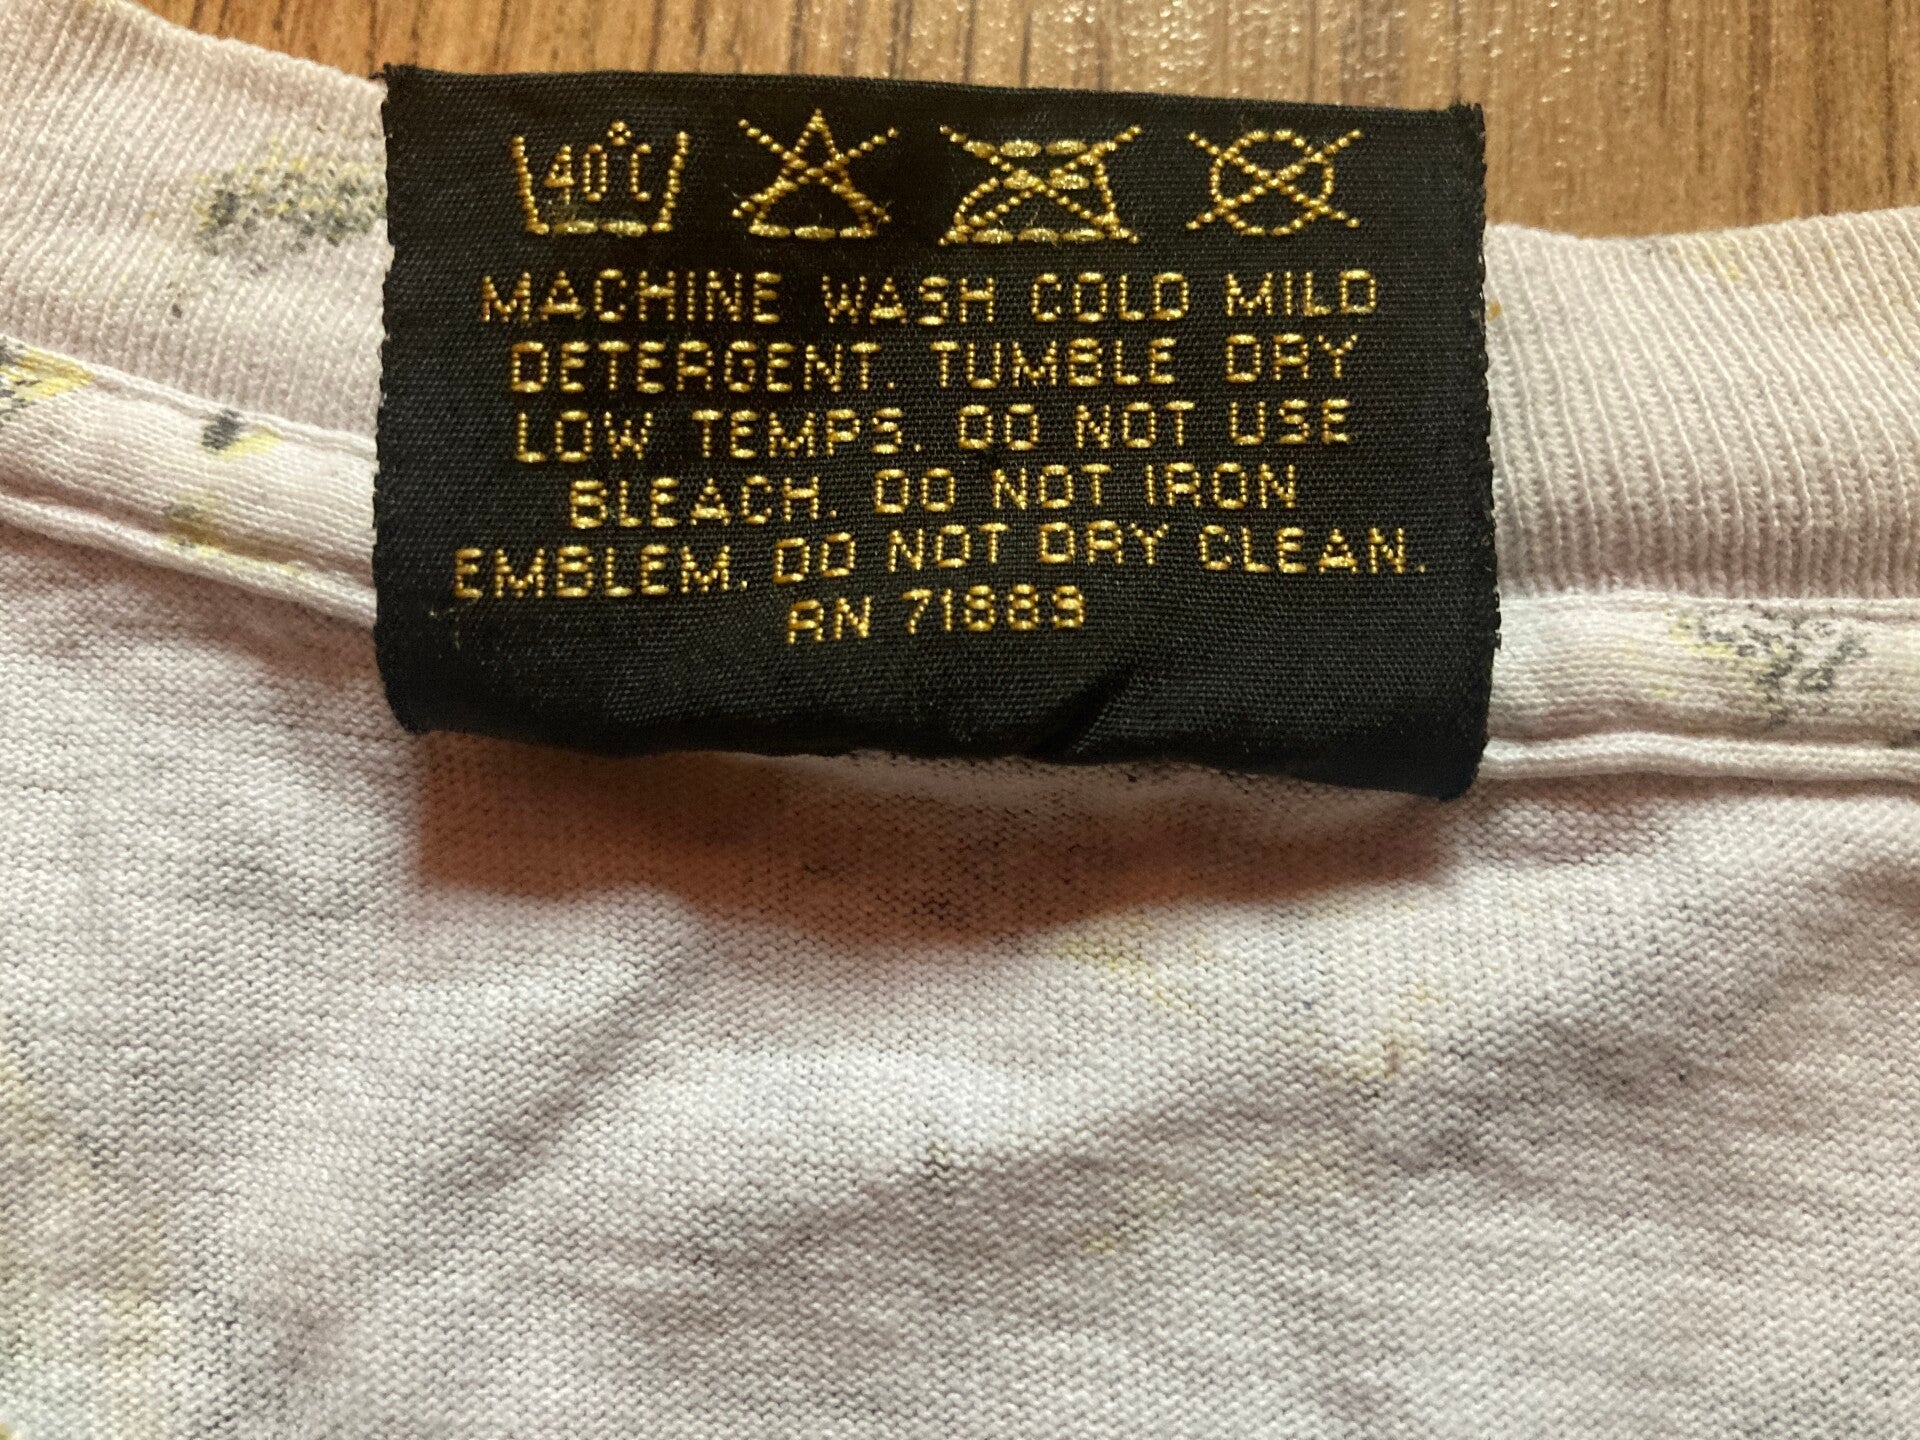 40°C
MACHINE WASH COLD MILD
DETERGENT. TUMBLE DRY
LOW TEMPS. DO NOT USE
BLEACH. DO NOT IRON
EMBLEM. DO NOT DRY CLEAN.
RN 71683